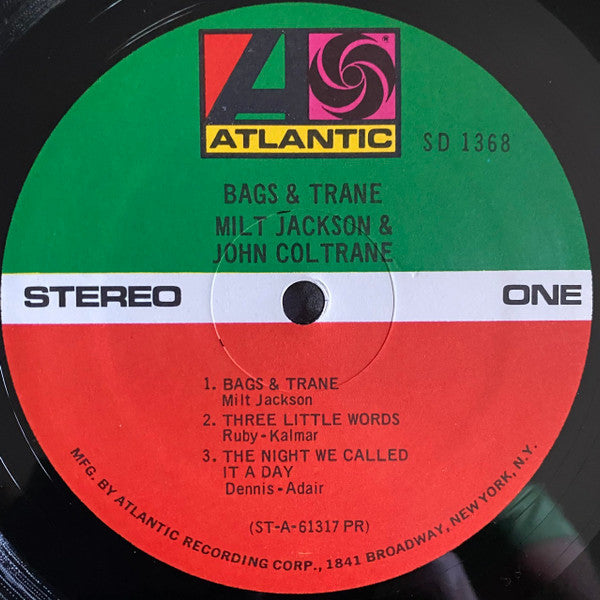 ATLANTIC
®
SD 1368
BAGS & TRANE
MILT JACKSON &
JOHN COLTRANE
STEREO
ONE
1. BAGS & TRANE
Milt Jackson
2. THREE LITTLE WORDS
Ruby - Kalmar
3. THE NIGHT WE CALLED
IT A DAY
Dennis - Adair
(ST-A-61317 PR)
MFG. BY ATLANTIC RECORDING CORP., 1841 BROADWAY, NEW YORK, N.Y.